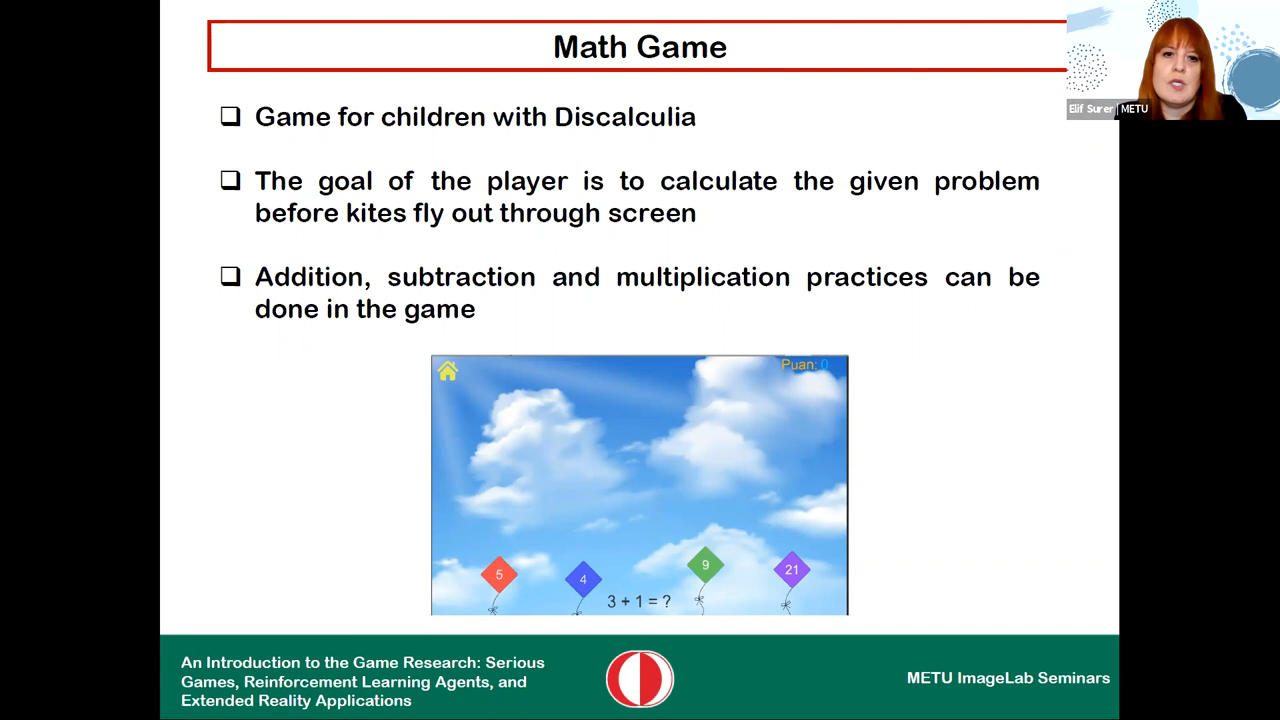 Math Game
Elif Surer | METU
❑ Game for children with Discalculia
❑ The goal of the player is to calculate the given problem
before kites fly out through screen
❑ Addition, subtraction and multiplication practices can be
done in the game
Puan: 0
5
4
9
21
3 + 1 = ?
An Introduction to the Game Research: Serious
Games, Reinforcement Learning Agents, and
Extended Reality Applications
METU ImageLab Seminars